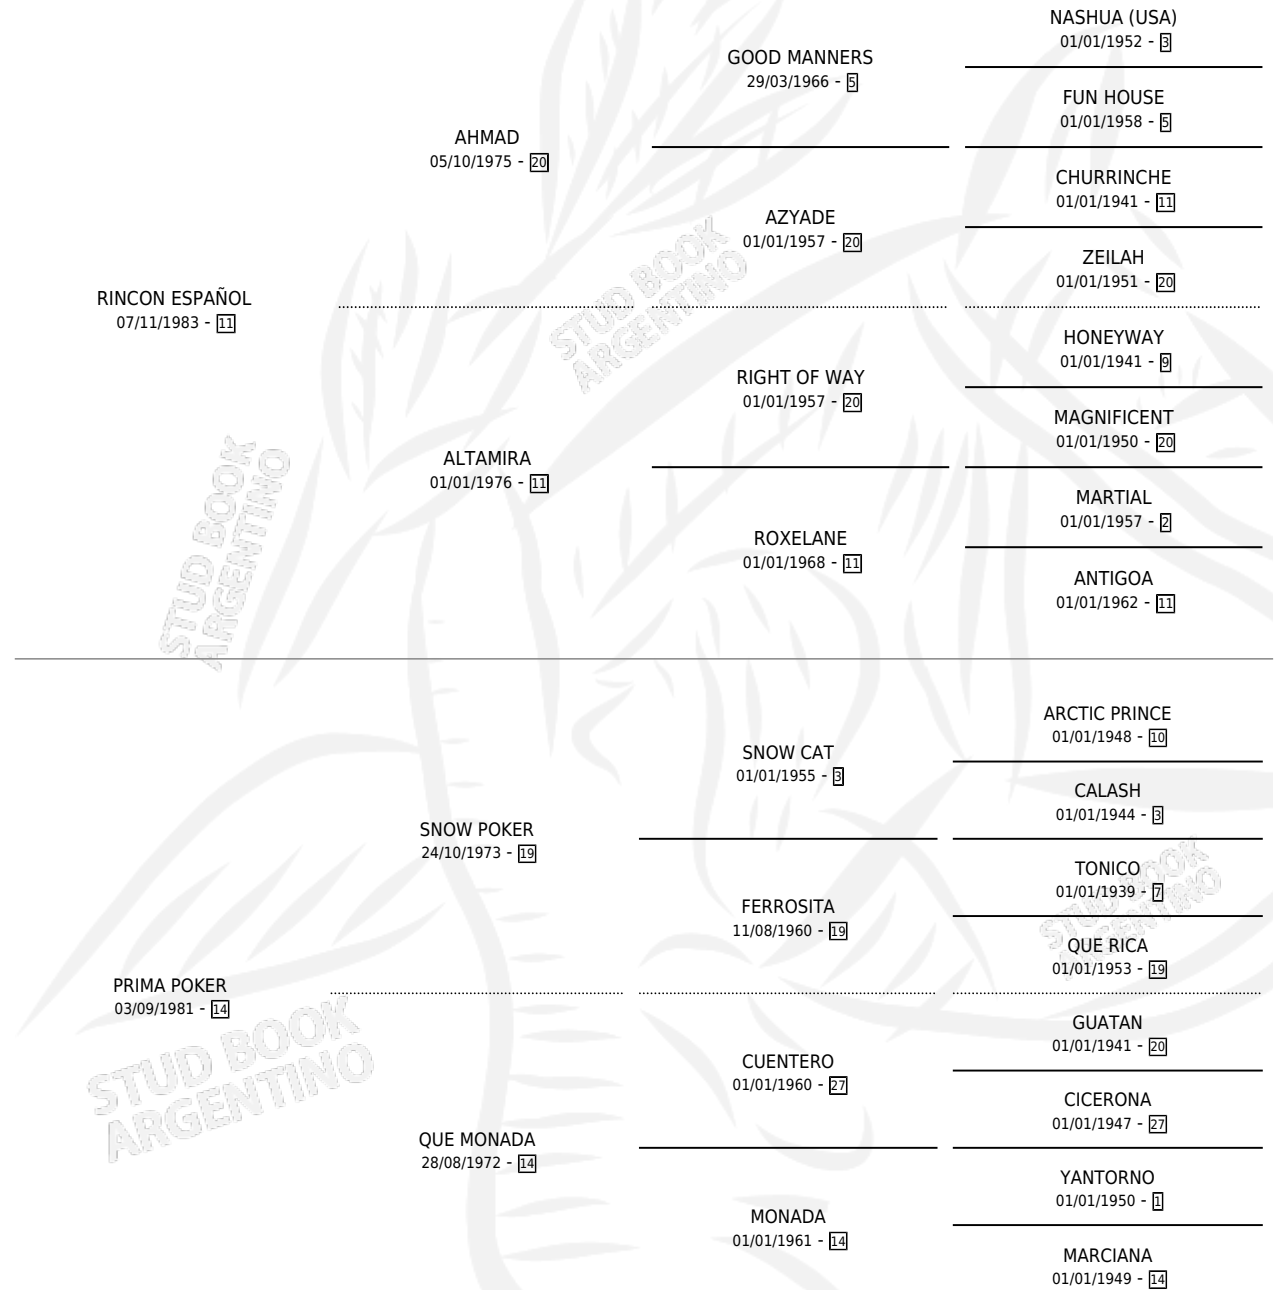 NASHUA (USA)
01/01/1952 - 3
GOOD MANNERS
29/03/1966 - 5
FUN HOUSE
01/01/1958 - 5
AHMAD
05/10/1975 - 20
CHURRINCHE
01/01/1941 - 11
AZYADE
01/01/1957 - 20
ZEILAH
01/01/1951 - 20
RINCON ESPAÑOL
07/11/1983 - 11
STUD BOOK
ARGENTINO
HONEYWAY
01/01/1941 - 9
RIGHT OF WAY
01/01/1957 - 20
MAGNIFICENT
01/01/1950 - 20
ALTAMIRA
01/01/1976 - 11
MARTIAL
01/01/1957 - 2
ROXELANE
01/01/1968 - 11
ANTIGOA
01/01/1962 - 11
STUD BOOK
ARGENTINO
ARCTIC PRINCE
01/01/1948 - 10
SNOW CAT
01/01/1955 - 3
CALASH
01/01/1944 - 3
SNOW POKER
24/10/1973 - 19
TONICO
01/01/1939 - 7
FERROSITA
11/08/1960 - 19
QUE RICA
01/01/1953 - 19
STUD BOOK
ARGENTINO
PRIMA POKER
03/09/1981 - 14
GUATAN
01/01/1941 - 20
CUENTERO
01/01/1960 - 27
CICERONA
01/01/1947 - 27
STUD BOOK
ARGENTINO
QUE MONADA
28/08/1972 - 14
YANTORNO
01/01/1950 - 1
MONADA
01/01/1961 - 14
MARCIANA
01/01/1949 - 14